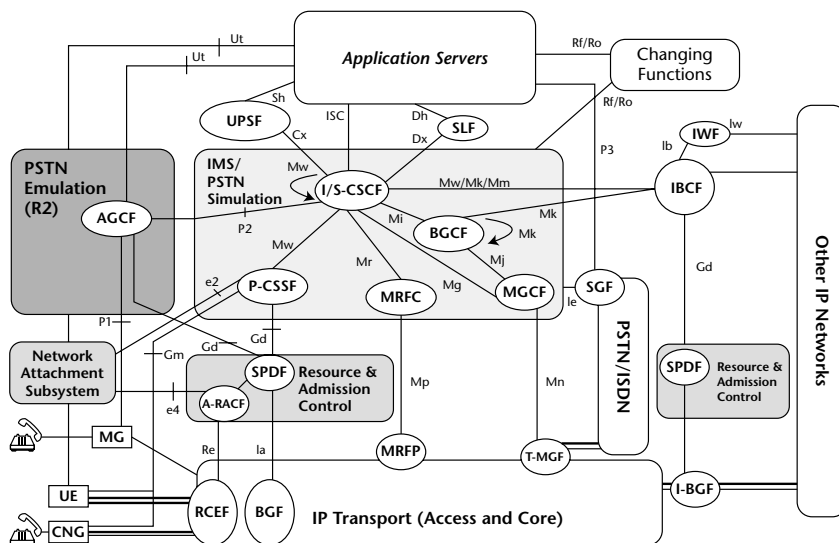 Ut
Ut
Application Servers
Rf/Ro
Changing
Functions
Rf/Ro
Sh
ISC
Dh
UPSF
Cx
SLF
Dx
P3
Iw
IWF
Ib
PSTN
Emulation
(R2)
IMS/
PSTN
Simulation
Mw
I/S-CSCF
Mw/Mk/Mm
IBCF
AGCF
P2
Mi
BGCF
Mk
Mk
Mw
Mr
Mj
Mg
Gd
e2
P-CSSF
MRFC
MGCF
Ie
SGF
Other IP Networks
P1
Gm
Gd
Gd
PSTN/ISDN
Network
Attachment
Subsystem
SPDF
Resource &
Admission
Control
A-RACF
e4
Mp
Mn
SPDF
Resource &
Admission
Control
MG
Re
Ia
MRFP
T-MGF
UE
RCEF
BGF
IP Transport (Access and Core)
I-BGF
CNG